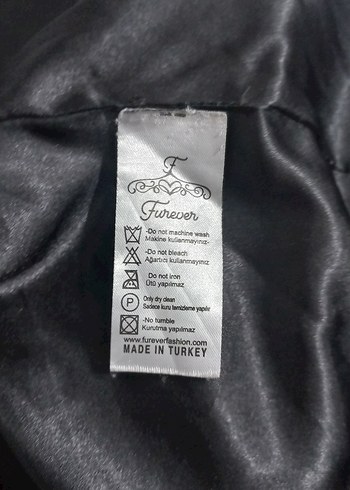 F
Furever
-Do not machine wash
Makine kullanmayınız-
-Do not bleach
Ağartıcı kullanmayınız
Do not iron
Ütü yapılmaz
P
Only dry clean
Sadece kuru temizleme yapılır
-No tumble
Kurutma yapılmaz
www.fureverfashion.com
MADE IN TURKEY